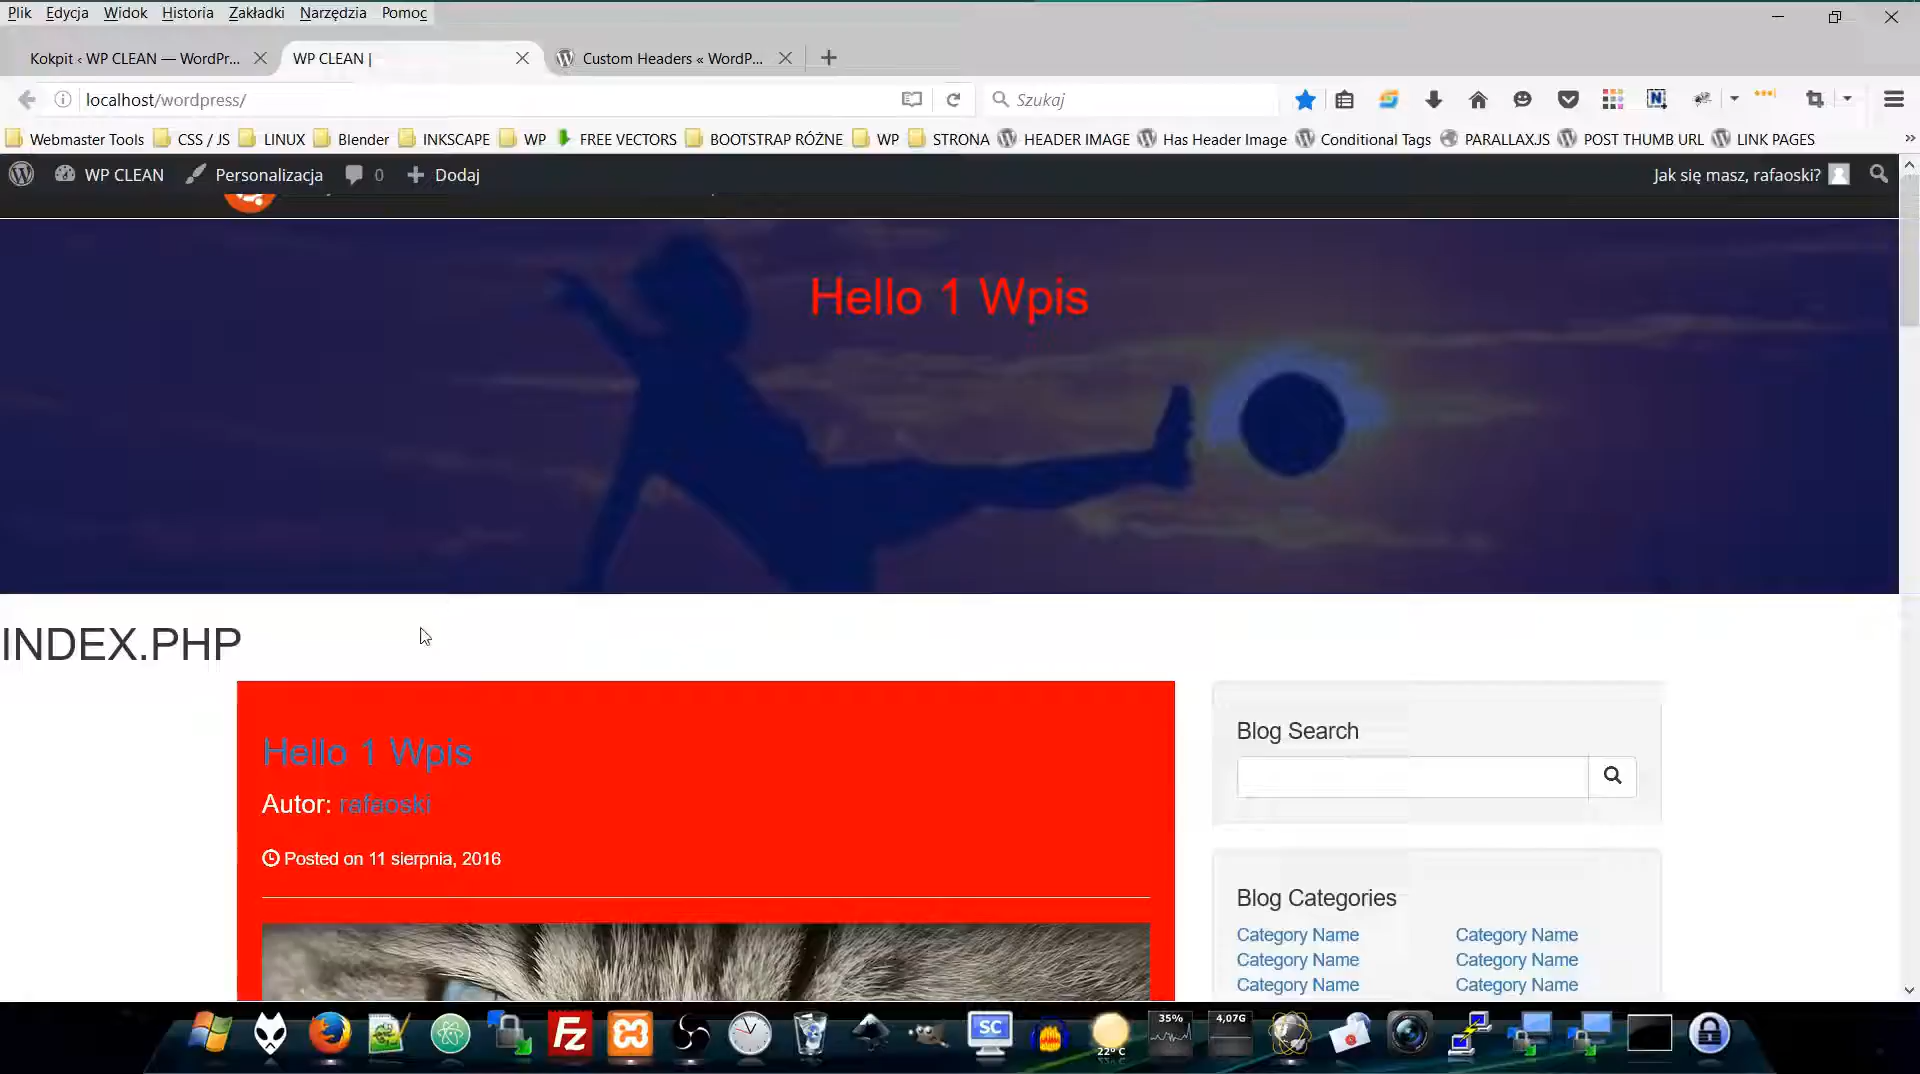 Plik Edycja Widok Historia Zakładki Narzędzia Pomoc
Kokpit ‹ WP CLEAN — WordPr...
WP CLEAN |
Custom Headers « WordP...
localhost/wordpress/
Szukaj
Webmaster Tools CSS / JS LINUX Blender INKSCAPE WP FREE VECTORS BOOTSTRAP RÓŻNE WP STRONA HEADER IMAGE Has Header Image Conditional Tags PARALLAX.JS POST THUMB URL LINK PAGES
WP CLEAN Personalizacja 0 Dodaj
Jak się masz, rafaoski?
Hello 1 Wpis
INDEX.PHP
Hello 1 Wpis
Autor: rafaoski
Posted on 11 sierpnia, 2016
Blog Search
Blog Categories
Category Name Category Name
Category Name Category Name
Category Name Category Name
SC
22° C
35%
4,07G